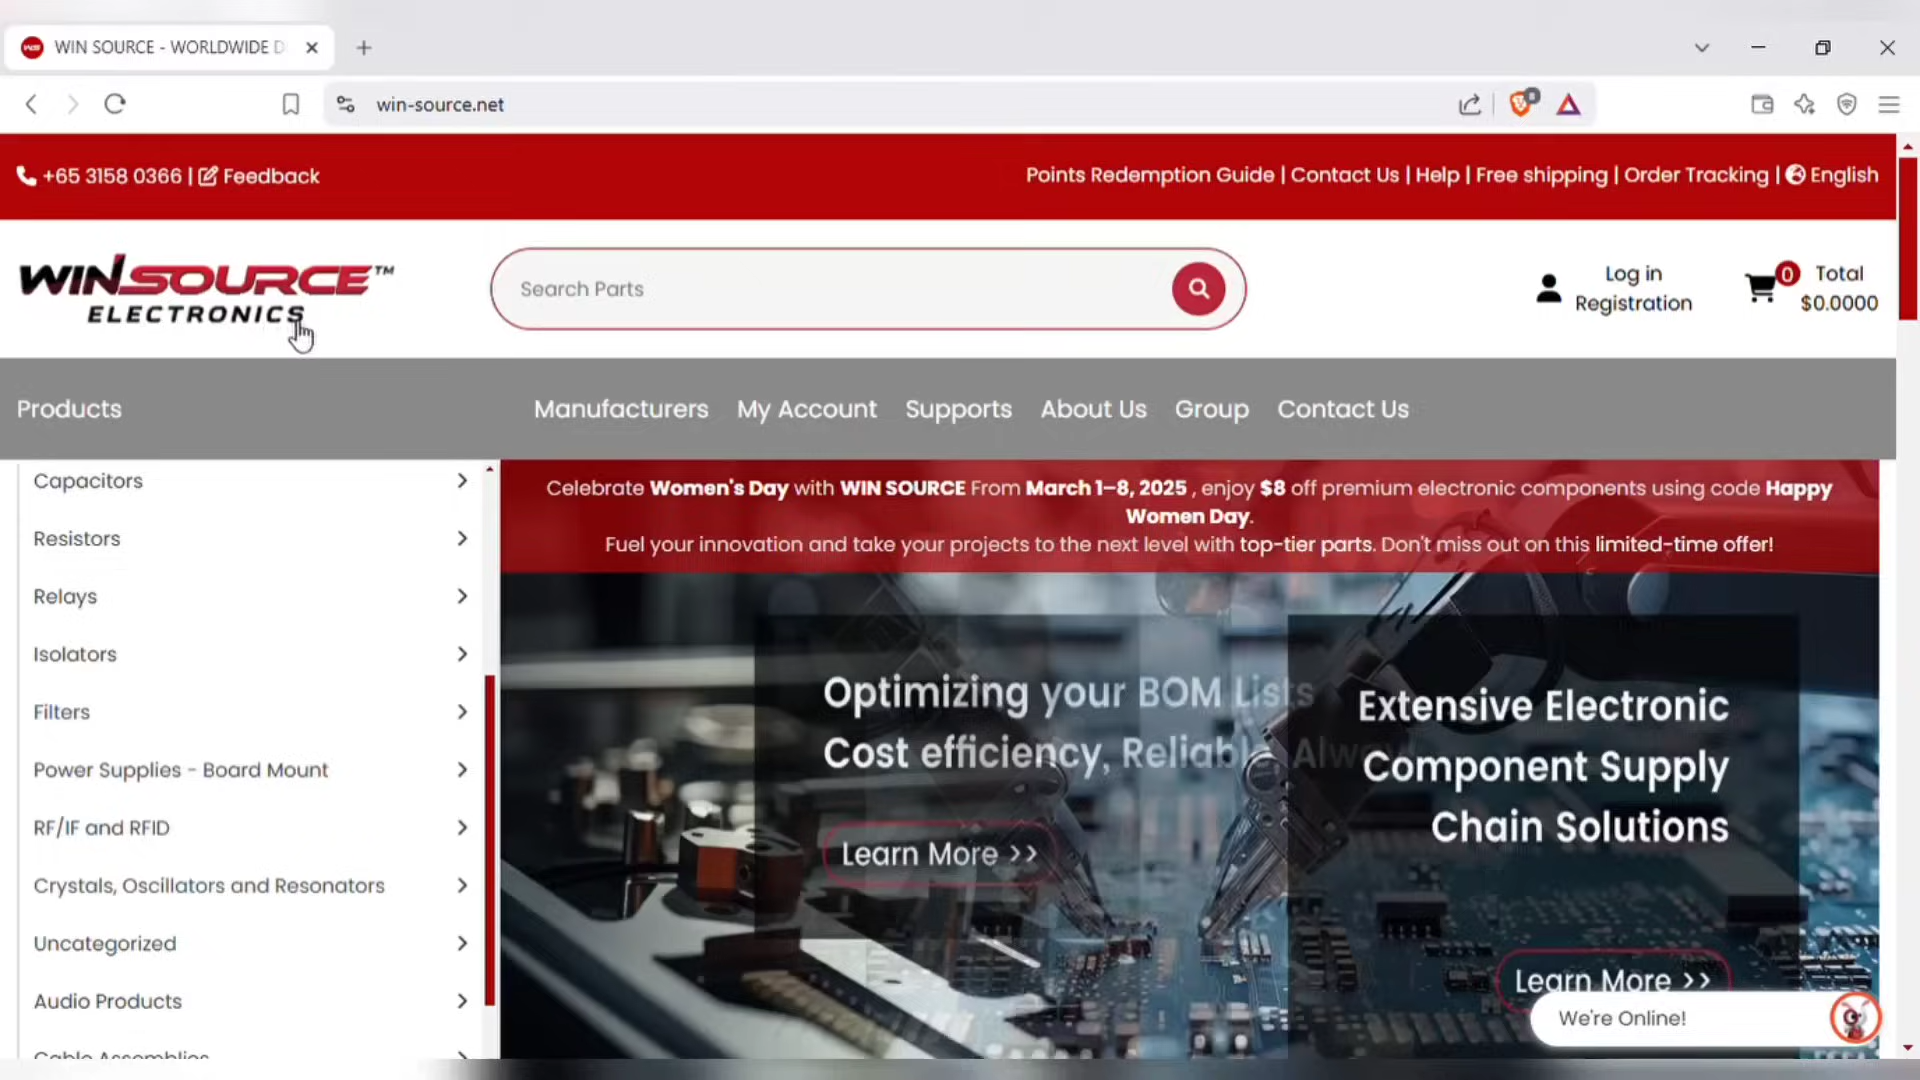 WIN SOURCE - WORLDWIDE D
win-source.net
8
+65 3158 0366 | Feedback
Points Redemption Guide | Contact Us | Help | Free shipping | Order Tracking | English
WIN SOURCE™
ELECTRONICS
Search Parts
Log in
Registration
0
Total
$0.0000
Products
Manufacturers
My Account
Supports
About Us
Group
Contact Us
Capacitors
Resistors
Relays
Isolators
Filters
Power Supplies - Board Mount
RF/IF and RFID
Crystals, Oscillators and Resonators
Uncategorized
Audio Products
Cable Assemblies
Celebrate Women's Day with WIN SOURCE From March 1–8, 2025 , enjoy $8 off premium electronic components using code Happy
Women Day.
Fuel your innovation and take your projects to the next level with top-tier parts. Don't miss out on this limited-time offer!
Optimizing your BOM Lists
Cost efficiency, Reliable, Alw
Learn More >>
Extensive Electronic
Component Supply
Chain Solutions
Learn More >>
We're Online!